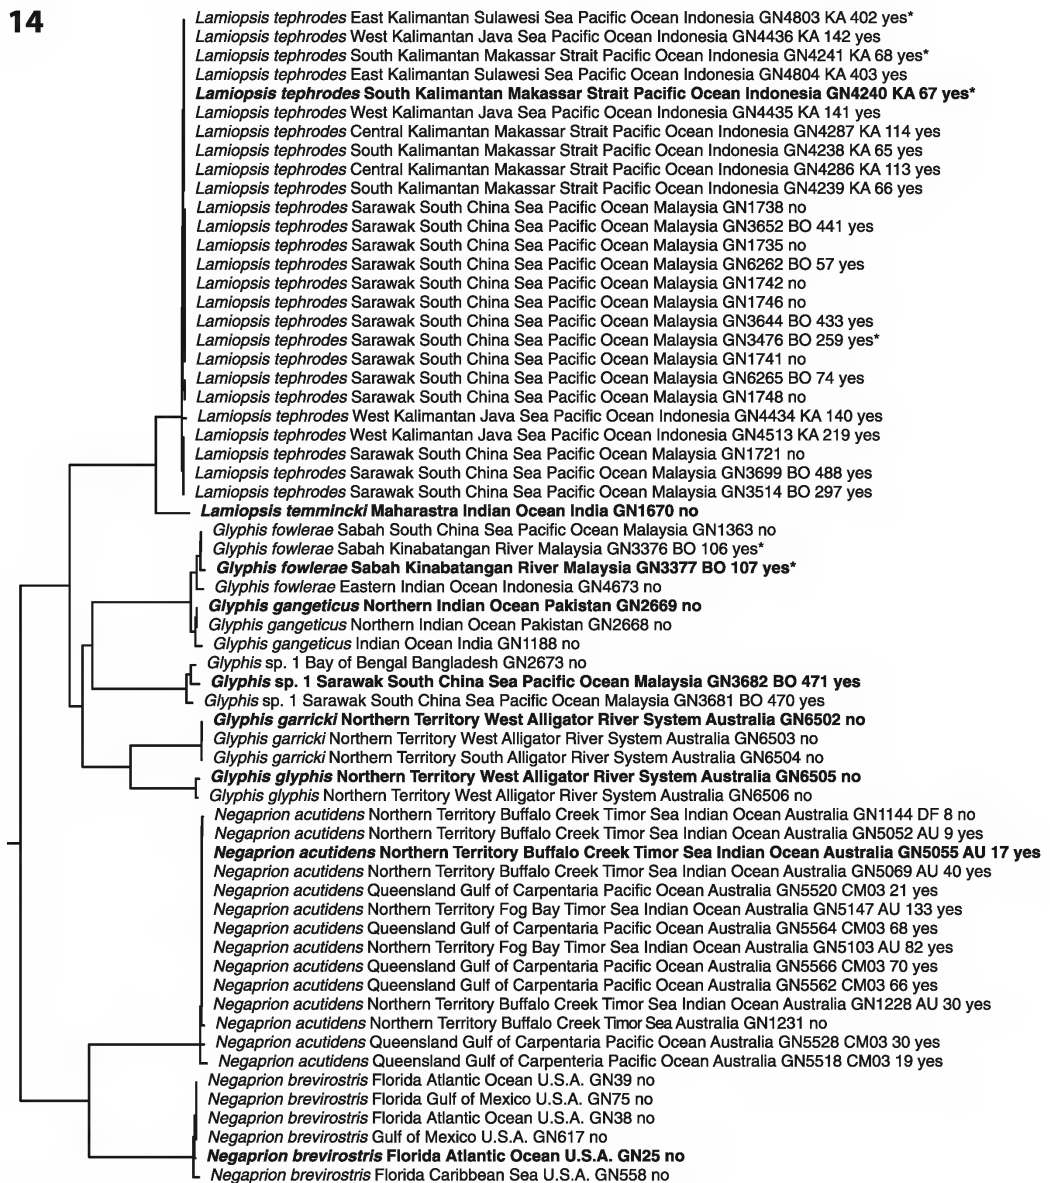 14
Lamiopsis tephrodes East Kalimantan Sulawesi Sea Pacific Ocean Indonesia GN4803 KA 402 yes*
Lamiopsis tephrodes West Kalimantan Java Sea Pacific Ocean Indonesia GN4436 KA 142 yes
Lamiopsis tephrodes South Kalimantan Makassar Strait Pacific Ocean Indonesia GN4241 KA 68 yes*
Lamiopsis tephrodes East Kalimantan Sulawesi Sea Pacific Ocean Indonesia GN4804 KA 403 yes
Lamiopsis tephrodes South Kalimantan Makassar Strait Pacific Ocean Indonesia GN4240 KA 67 yes*
Lamiopsis tephrodes West Kalimantan Java Sea Pacific Ocean Indonesia GN4435 KA 141 yes
Lamiopsis tephrodes Central Kalimantan Makassar Strait Pacific Ocean Indonesia GN4287 KA 114 yes
Lamiopsis tephrodes South Kalimantan Makassar Strait Pacific Ocean Indonesia GN4238 KA 65 yes
Lamiopsis tephrodes Central Kalimantan Makassar Strait Pacific Ocean Indonesia GN4286 KA 113 yes
Lamiopsis tephrodes South Kalimantan Makassar Strait Pacific Ocean Indonesia GN4239 KA 66 yes
Lamiopsis tephrodes Sarawak South China Sea Pacific Ocean Malaysia GN1738 no
Lamiopsis tephrodes Sarawak South China Sea Pacific Ocean Malaysia GN3652 BO 441 yes
Lamiopsis tephrodes Sarawak South China Sea Pacific Ocean Malaysia GN1735 no
Lamiopsis tephrodes Sarawak South China Sea Pacific Ocean Malaysia GN6262 BO 57 yes
Lamiopsis tephrodes Sarawak South China Sea Pacific Ocean Malaysia GN1742 no
Lamiopsis tephrodes Sarawak South China Sea Pacific Ocean Malaysia GN1746 no
Lamiopsis tephrodes Sarawak South China Sea Pacific Ocean Malaysia GN3644 BO 433 yes
Lamiopsis tephrodes Sarawak South China Sea Pacific Ocean Malaysia GN3476 BO 259 yes*
Lamiopsis tephrodes Sarawak South China Sea Pacific Ocean Malaysia GN1741 no
Lamiopsis tephrodes Sarawak South China Sea Pacific Ocean Malaysia GN6265 BO 74 yes
Lamiopsis tephrodes Sarawak South China Sea Pacific Ocean Malaysia GN1748 no
Lamiopsis tephrodes West Kalimantan Java Sea Pacific Ocean Indonesia GN4434 KA 140 yes
Lamiopsis tephrodes West Kalimantan Java Sea Pacific Ocean Indonesia GN4513 KA 219 yes
Lamiopsis tephrodes Sarawak South China Sea Pacific Ocean Malaysia GN1721 no
Lamiopsis tephrodes Sarawak South China Sea Pacific Ocean Malaysia GN3699 BO 488 yes
Lamiopsis tephrodes Sarawak South China Sea Pacific Ocean Malaysia GN3514 BO 297 yes
Lamiopsis temmincki Maharastra Indian Ocean India GN1670 no
Glyphis fowlerae Sabah South China Sea Pacific Ocean Malaysia GN1363 no
Glyphis fowlerae Sabah Kinabatangan River Malaysia GN3376 BO 106 yes*
Glyphis fowlerae Sabah Kinabatangan River Malaysia GN3377 BO 107 yes*
Glyphis fowlerae Eastern Indian Ocean Indonesia GN4673 no
Glyphis gangeticus Northern Indian Ocean Pakistan GN2669 no
Glyphis gangeticus Northern Indian Ocean Pakistan GN2668 no
Glyphis gangeticus Indian Ocean India GN1188 no
Glyphis sp. 1 Bay of Bengal Bangladesh GN2673 no
Glyphis sp. 1 Sarawak South China Sea Pacific Ocean Malaysia GN3682 BO 471 yes
Glyphis sp. 1 Sarawak South China Sea Pacific Ocean Malaysia GN3681 BO 470 yes
Glyphis garricki Northern Territory West Alligator River System Australia GN6502 no
Glyphis garricki Northern Territory West Alligator River System Australia GN6503 no
Glyphis garricki Northern Territory South Alligator River System Australia GN6504 no
Glyphis glyphis Northern Territory West Alligator River System Australia GN6505 no
Glyphis glyphis Northern Territory West Alligator River System Australia GN6506 no
Negaprion acutidens Northern Territory Buffalo Creek Timor Sea Indian Ocean Australia GN1144 DF 8 no
Negaprion acutidens Northern Territory Buffalo Creek Timor Sea Indian Ocean Australia GN5052 AU 9 yes
Negaprion acutidens Northern Territory Buffalo Creek Timor Sea Indian Ocean Australia GN5055 AU 17 yes
Negaprion acutidens Northern Territory Buffalo Creek Timor Sea Indian Ocean Australia GN5069 AU 40 yes
Negaprion acutidens Queensland Gulf of Carpentaria Pacific Ocean Australia GN5520 CM03 21 yes
Negaprion acutidens Northern Territory Fog Bay Timor Sea Indian Ocean Australia GN5147 AU 133 yes
Negaprion acutidens Queensland Gulf of Carpentaria Pacific Ocean Australia GN5564 CM03 68 yes
Negaprion acutidens Northern Territory Fog Bay Timor Sea Indian Ocean Australia GN5103 AU 82 yes
Negaprion acutidens Queensland Gulf of Carpentaria Pacific Ocean Australia GN5566 CM03 70 yes
Negaprion acutidens Queensland Gulf of Carpentaria Pacific Ocean Australia GN5562 CM03 66 yes
Negaprion acutidens Northern Territory Buffalo Creek Timor Sea Indian Ocean Australia GN1228 AU 30 yes
Negaprion acutidens Northern Territory Buffalo Creek Timor Sea Australia GN1231 no
Negaprion acutidens Queensland Gulf of Carpentaria Pacific Ocean Australia GN5528 CM03 30 yes
Negaprion acutidens Queensland Gulf of Carpenteria Pacific Ocean Australia GN5518 CM03 19 yes
Negaprion brevirostris Florida Atlantic Ocean U.S.A. GN39 no
Negaprion brevirostris Florida Gulf of Mexico U.S.A. GN75 no
Negaprion brevirostris Florida Atlantic Ocean U.S.A. GN38 no
Negaprion brevirostris Gulf of Mexico U.S.A. GN617 no
Negaprion brevirostris Florida Atlantic Ocean U.S.A. GN25 no
Negaprion brevirostris Florida Caribbean Sea U.S.A. GN558 no